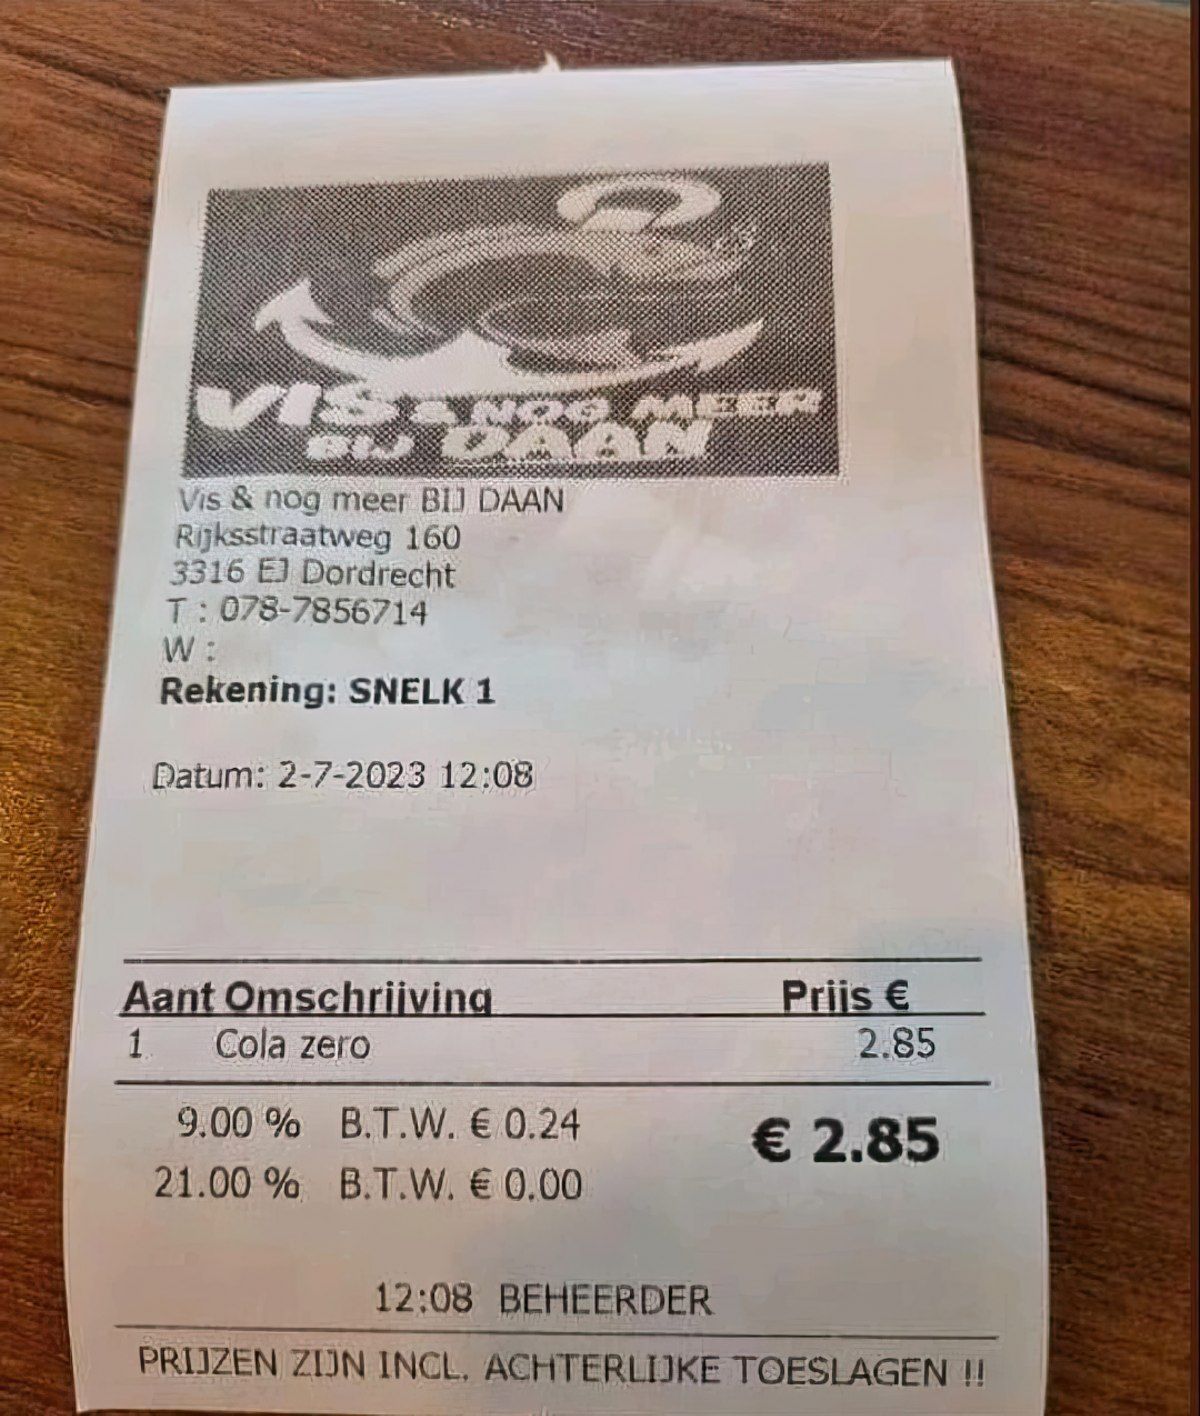 VIS & NOG MEER
BIJ DAAN
Vis & nog meer BIJ DAAN
Rijksstraatweg 160
3316 EJ Dordrecht
T : 078-7856714
W :
Rekening: SNELK 1
Datum: 2-7-2023 12:08
Aant Omschrijving Prijs €
1 Cola zero 2.85
9.00 % B.T.W. € 0.24 € 2.85
21.00 % B.T.W. € 0.00
12:08 BEHEERDER
PRIJZEN ZIJN INCL. ACHTERLIJKE TOESLAGEN !!